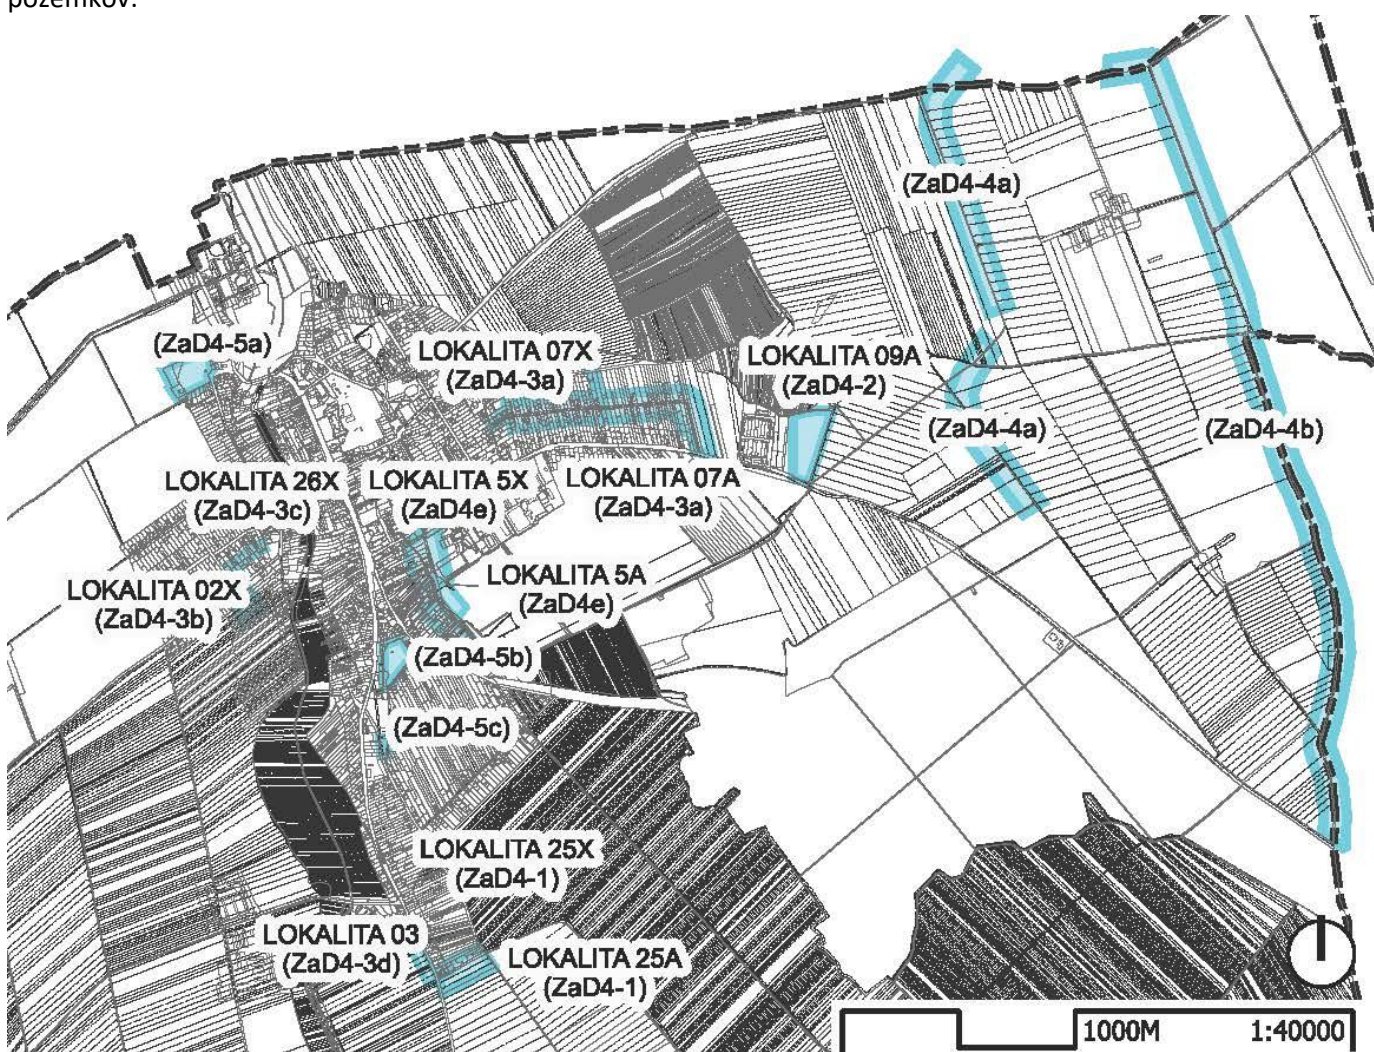 pozemkov.
(ZaD4-4a)
(ZaD4-5a)
LOKALITA 07X
(ZaD4-3a)
LOKALITA 09A
(ZaD4-2)
(ZaD4-4a)
(ZaD4-4b)
LOKALITA 26X
(ZaD4-3c)
LOKALITA 5X
(ZaD4e)
LOKALITA 07A
(ZaD4-3a)
LOKALITA 02X
(ZaD4-3b)
LOKALITA 5A
(ZaD4e)
(ZaD4-5b)
(ZaD4-5c)
LOKALITA 25X
(ZaD4-1)
LOKALITA 03
(ZaD4-3d)
LOKALITA 25A
(ZaD4-1)
1000M 1:40000